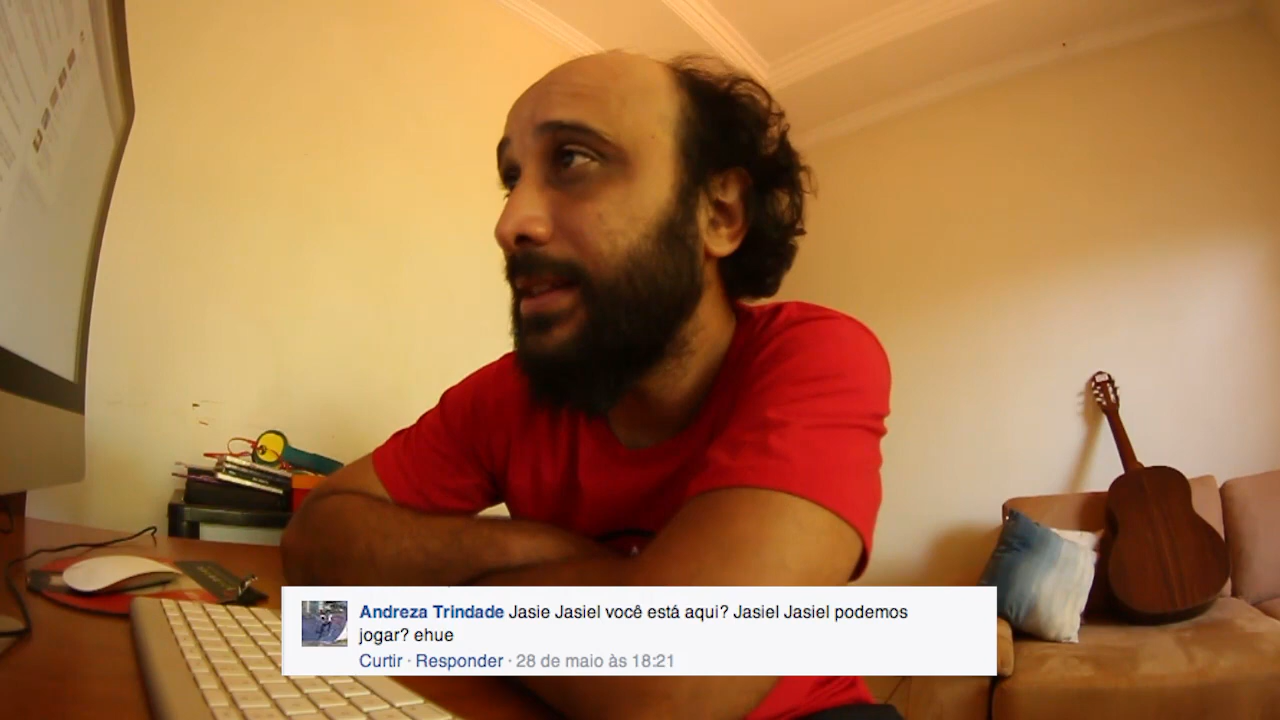 Andreza Trindade Jasie Jasiel você está aqui? Jasiel Jasiel podemos
jogar? ehue
Curtir · Responder · 28 de maio às 18:21